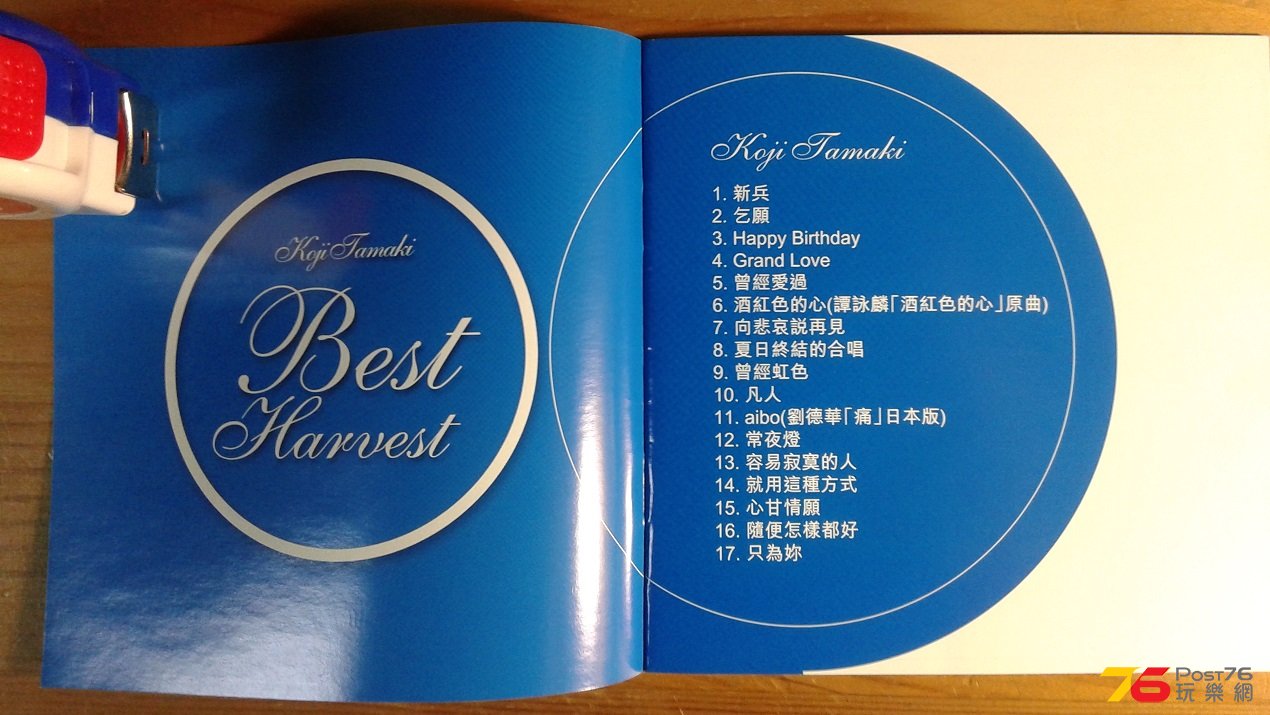 Koji Tamaki
Best
Harvest
Koji Tamaki
1. 新兵
2. 乞願
3. Happy Birthday
4. Grand Love
5. 曾經愛過
6. 酒紅色的心(譚詠麟「酒紅色的心」原曲)
7. 向悲哀説再見
8. 夏日終結的合唱
9. 曾經虹色
10. 凡人
11. aibo(劉德華「痛」日本版)
12. 常夜燈
13. 容易寂寞的人
14. 就用這種方式
15. 心甘情願
16. 隨便怎樣都好
17. 只為妳
76 POST76
玩樂網